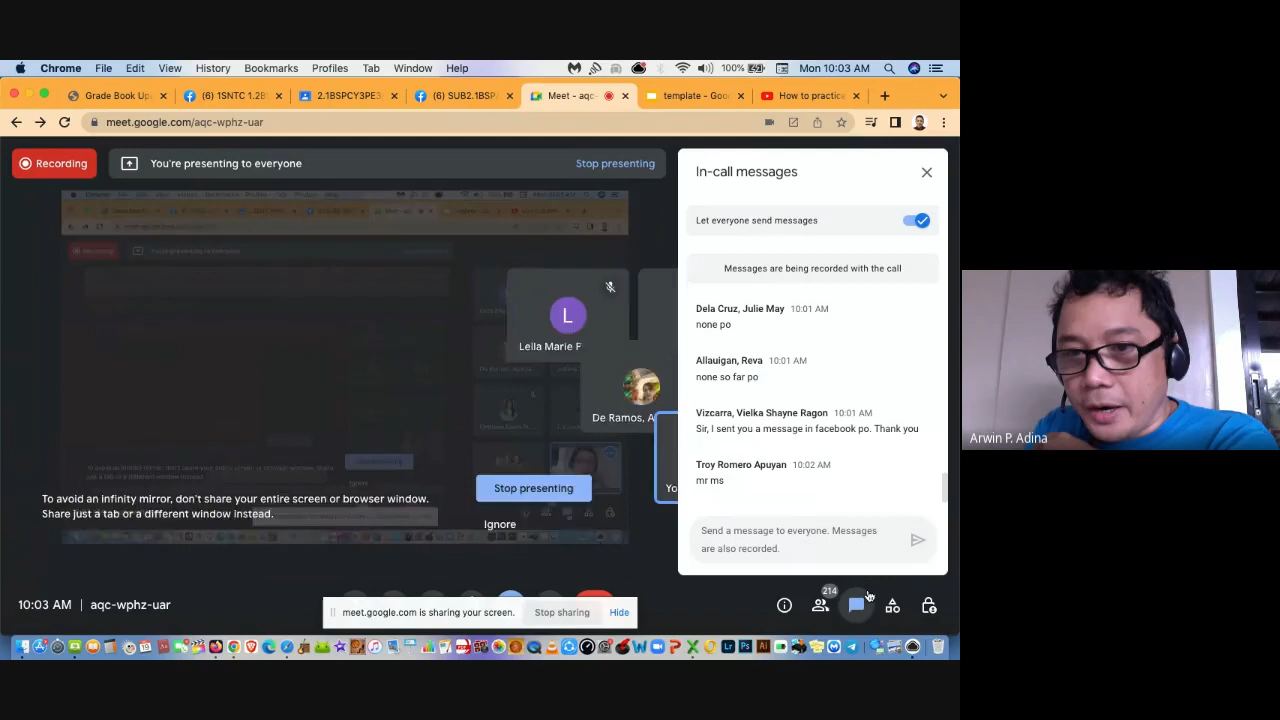 Chrome File Edit View History Bookmarks Profiles Tab Window Help 100% Mon 10:03 AM
Grade Book Up (6) 1SNTC 1.2B 2.1BSPCY3PE3 (6) SUB2.1BSP Meet - aqc- template - Goo How to practice
meet.google.com/aqc-wphz-uar
Recording You're presenting to everyone Stop presenting
In-call messages
Let everyone send messages
Messages are being recorded with the call
Dela Cruz, Julie May 10:01 AM
none po
Allauigan, Reva 10:01 AM
none so far po
Vizcarra, Vielka Shayne Ragon 10:01 AM
Sir, I sent you a message in facebook po. Thank you
Troy Romero Apuyan 10:02 AM
mr ms
Send a message to everyone. Messages
are also recorded.
L
Leila Marie F
De Ramos, A
Yo
To avoid an infinity mirror, don't share your entire screen or browser window.
Share just a tab or a different window instead.
Stop presenting
Ignore
10:03 AM | aqc-wphz-uar
meet.google.com is sharing your screen. Stop sharing Hide
214
Arwin P. Adina